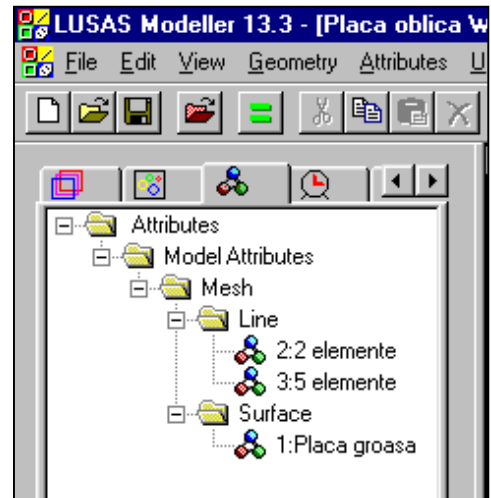 LUSAS Modeller 13.3 - [Placa oblica W
File Edit View Geometry Attributes U
Attributes
Model Attributes
Mesh
Line
2:2 elemente
3:5 elemente
Surface
1:Placa groasa